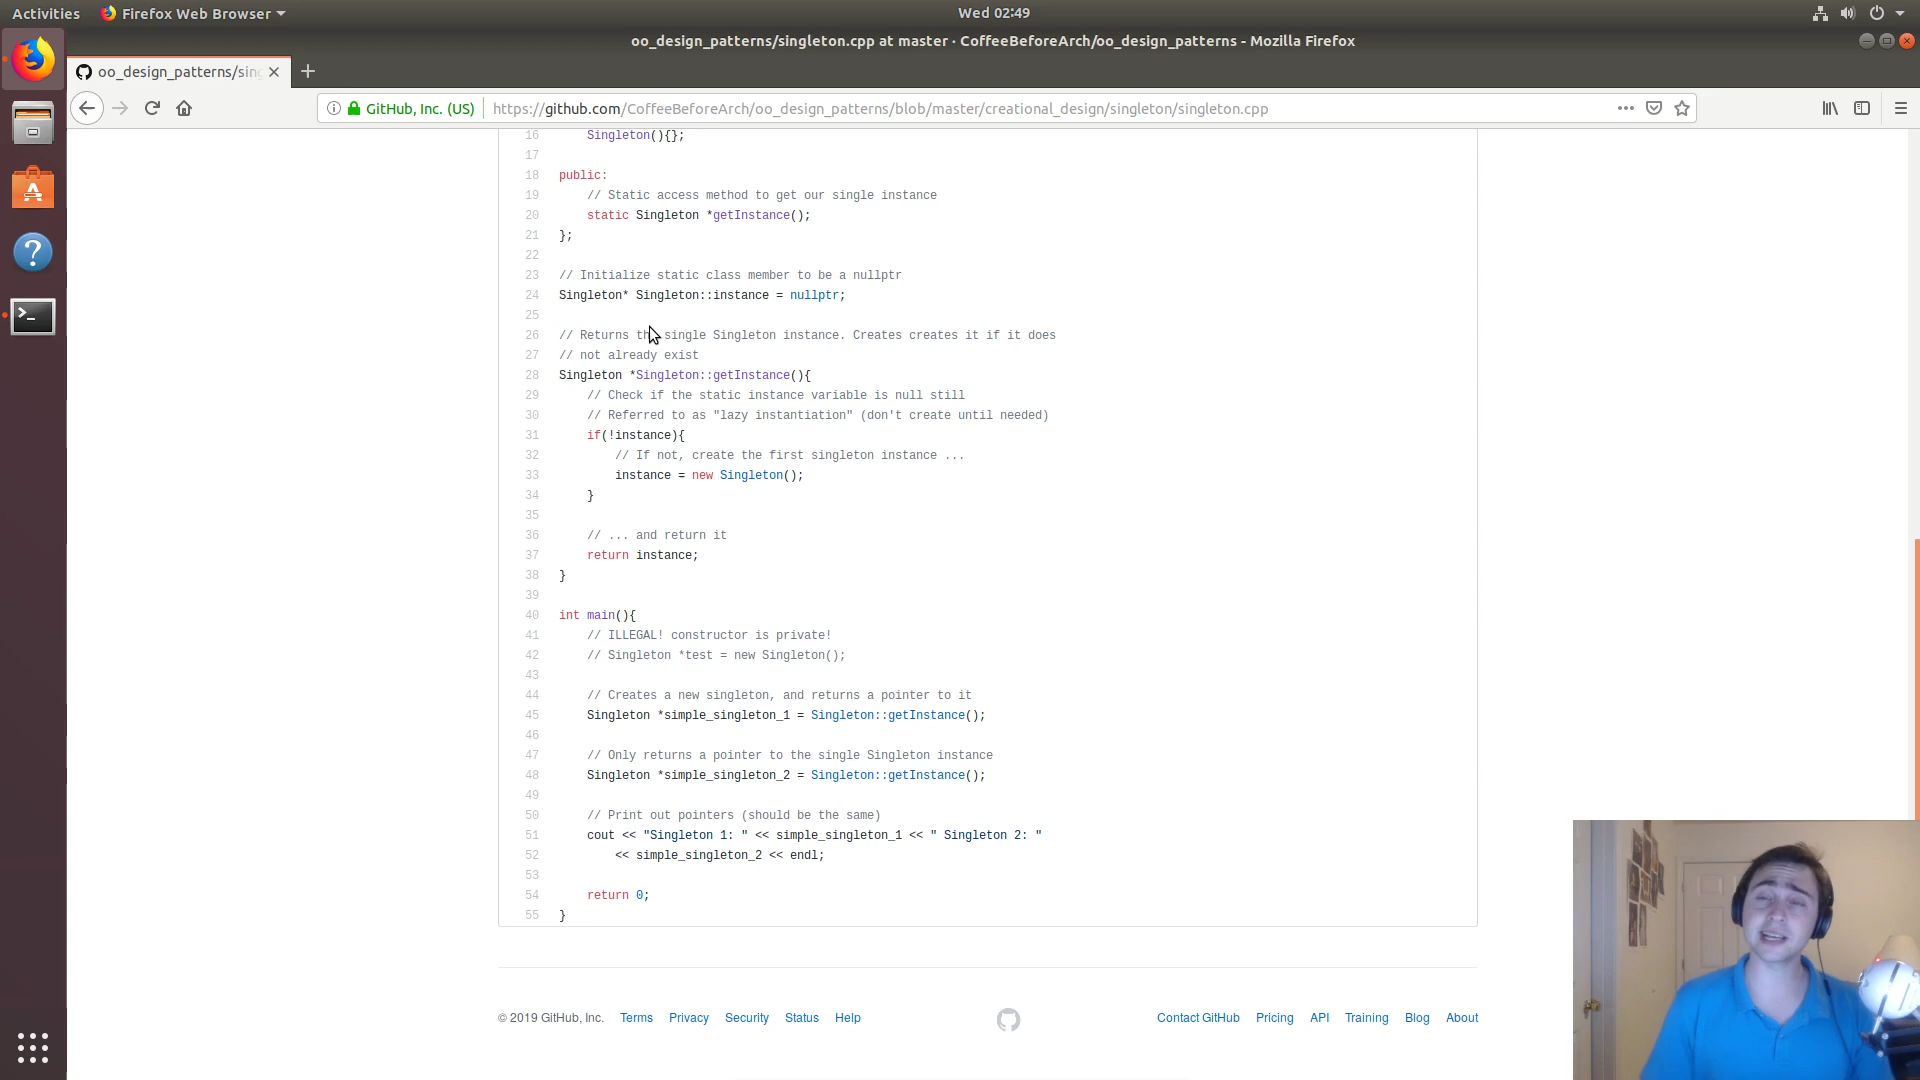 Activities
Firefox Web Browser
Wed 02:49
oo_design_patterns/singleton.cpp at master · CoffeeBeforeArch/oo_design_patterns - Mozilla Firefox
oo_design_patterns/sing
GitHub, Inc. (US)
https://github.com/CoffeeBeforeArch/oo_design_patterns/blob/master/creational_design/singleton/singleton.cpp
16 Singleton(){};
17
18 public:
19 // Static access method to get our single instance
20 static Singleton *getInstance();
21 };
22
23 // Initialize static class member to be a nullptr
24 Singleton* Singleton::instance = nullptr;
25
26 // Returns the single Singleton instance. Creates creates it if it does
27 // not already exist
28 Singleton *Singleton::getInstance(){
29 // Check if the static instance variable is null still
30 // Referred to as "lazy instantiation" (don't create until needed)
31 if(!instance){
32 // If not, create the first singleton instance ...
33 instance = new Singleton();
34 }
35
36 // ... and return it
37 return instance;
38 }
39
40 int main(){
41 // ILLEGAL! constructor is private!
42 // Singleton *test = new Singleton();
43
44 // Creates a new singleton, and returns a pointer to it
45 Singleton *simple_singleton_1 = Singleton::getInstance();
46
47 // Only returns a pointer to the single Singleton instance
48 Singleton *simple_singleton_2 = Singleton::getInstance();
49
50 // Print out pointers (should be the same)
51 cout << "Singleton 1: " << simple_singleton_1 << " Singleton 2: "
52 << simple_singleton_2 << endl;
53
54 return 0;
55 }
© 2019 GitHub, Inc. Terms Privacy Security Status Help
Contact GitHub Pricing API Training Blog About